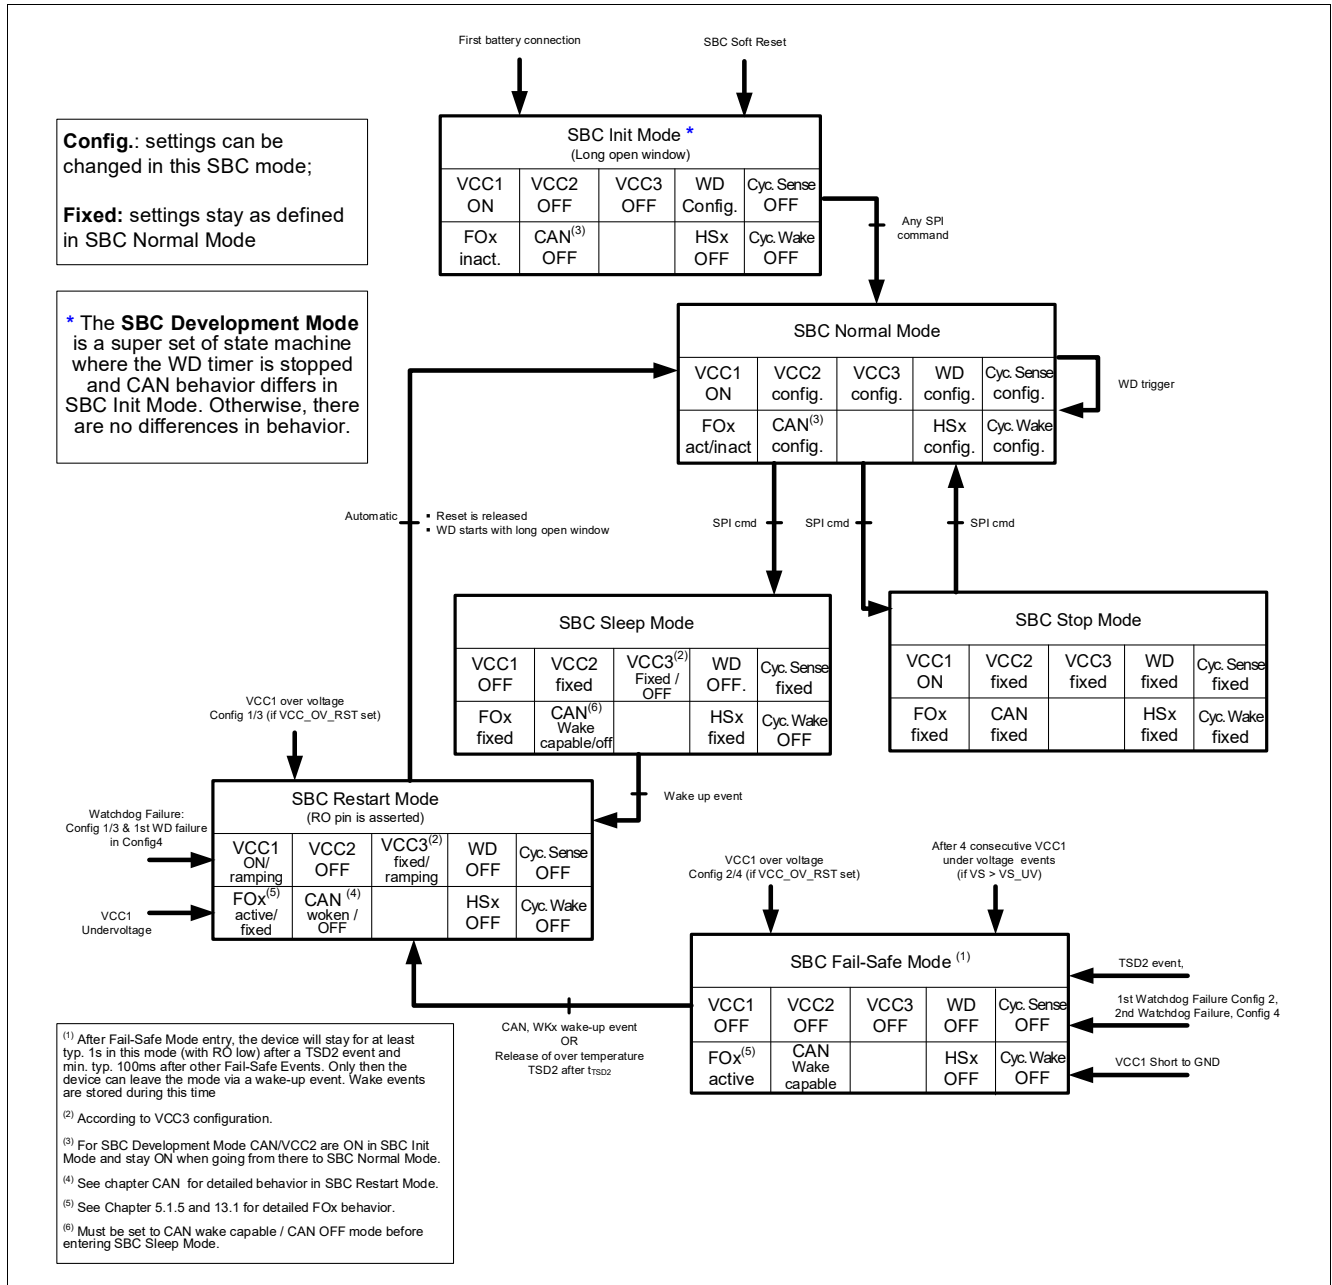 First battery connection
SBC Soft Reset
Config.: settings can be
changed in this SBC mode;
Fixed: settings stay as defined
in SBC Normal Mode
* The SBC Development Mode
is a super set of state machine
where the WD timer is stopped
and CAN behavior differs in
SBC Init Mode. Otherwise, there
are no differences in behavior.
SBC Init Mode *
(Long open window)
VCC1 ON
VCC2 OFF
VCC3 OFF
WD Config.
Cyc. Sense OFF
FOx inact.
CAN(3) OFF
HSx OFF
Cyc. Wake OFF
Any SPI
command
SBC Normal Mode
VCC1 ON
VCC2 config.
VCC3 config.
WD config.
Cyc. Sense config.
FOx act/inact
CAN(3) config.
HSx config.
Cyc. Wake config.
WD trigger
Automatic
▪ Reset is released
▪ WD starts with long open window
SPI cmd
SPI cmd
SPI cmd
SBC Sleep Mode
VCC1 OFF
VCC2 fixed
VCC3(2) Fixed / OFF
WD OFF.
Cyc. Sense fixed
FOx fixed
CAN(6) Wake capable/off
HSx fixed
Cyc. Wake OFF
SBC Stop Mode
VCC1 ON
VCC2 fixed
VCC3 fixed
WD fixed
Cyc. Sense fixed
FOx fixed
CAN fixed
HSx fixed
Cyc. Wake fixed
VCC1 over voltage
Config 1/3 (if VCC_OV_RST set)
Wake up event
Watchdog Failure:
Config 1/3 & 1st WD failure
in Config4
VCC1
Undervoltage
SBC Restart Mode
(RO pin is asserted)
VCC1 ON/ ramping
VCC2 OFF
VCC3(2) fixed/ ramping
WD OFF
Cyc. Sense OFF
FOx(5) active/ fixed
CAN (4) woken / OFF
HSx OFF
Cyc. Wake OFF
VCC1 over voltage
Config 2/4 (if VCC_OV_RST set)
After 4 consecutive VCC1
under voltage events
(if VS > VS_UV)
SBC Fail-Safe Mode (1)
VCC1 OFF
VCC2 OFF
VCC3 OFF
WD OFF
Cyc. Sense OFF
FOx(5) active
CAN Wake capable
HSx OFF
Cyc. Wake OFF
TSD2 event,
1st Watchdog Failure Config 2,
2nd Watchdog Failure, Config 4
VCC1 Short to GND
CAN, WKx wake-up event
OR
Release of over temperature
TSD2 after tTSD2
(1) After Fail-Safe Mode entry, the device will stay for at least
typ. 1s in this mode (with RO low) after a TSD2 event and
min. typ. 100ms after other Fail-Safe Events. Only then the
device can leave the mode via a wake-up event. Wake events
are stored during this time
(2) According to VCC3 configuration.
(3) For SBC Development Mode CAN/VCC2 are ON in SBC Init
Mode and stay ON when going from there to SBC Normal Mode.
(4) See chapter CAN for detailed behavior in SBC Restart Mode.
(5) See Chapter 5.1.5 and 13.1 for detailed FOx behavior.
(6) Must be set to CAN wake capable / CAN OFF mode before
entering SBC Sleep Mode.